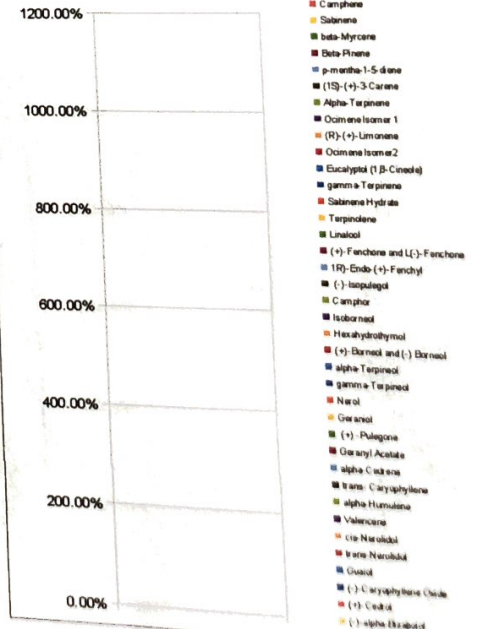 1200.00%
1000.00%
800.00%
600.00%
400.00%
200.00%
0.00%
Camphene
Sabinene
beta-Myrcene
Beta-Pinene
p-mentha-1-5-diene
(1S)-(+)-3-Carene
Alpha-Terpinene
Ocimene Isomer 1
(R)-(+)-Limonene
Ocimene Isomer2
Eucalyptol (1 β-Cineole)
gamma-Terpinene
Sabinene Hydrate
Terpinolene
Linalool
(+)-Fenchone and L(-)-Fenchone
1R)-Endo-(+)-Fenchyl
(-)-Isopulegol
Camphor
Isoborneol
Hexahydrothymol
(+)-Borneol and (-) Borneol
alpha-Terpineol
gamma-Terpineol
Nerol
Geraniol
(+)-Pulegone
Geranyl Acetate
alpha Cedrene
trans-Caryophyllene
alpha Humulene
Valencene
cis-Nerolidol
trans-Nerolidol
Guaiol
(-)-Caryophyllene Oxide
(+)-Cedrol
(-)-alpha-Bisabolol